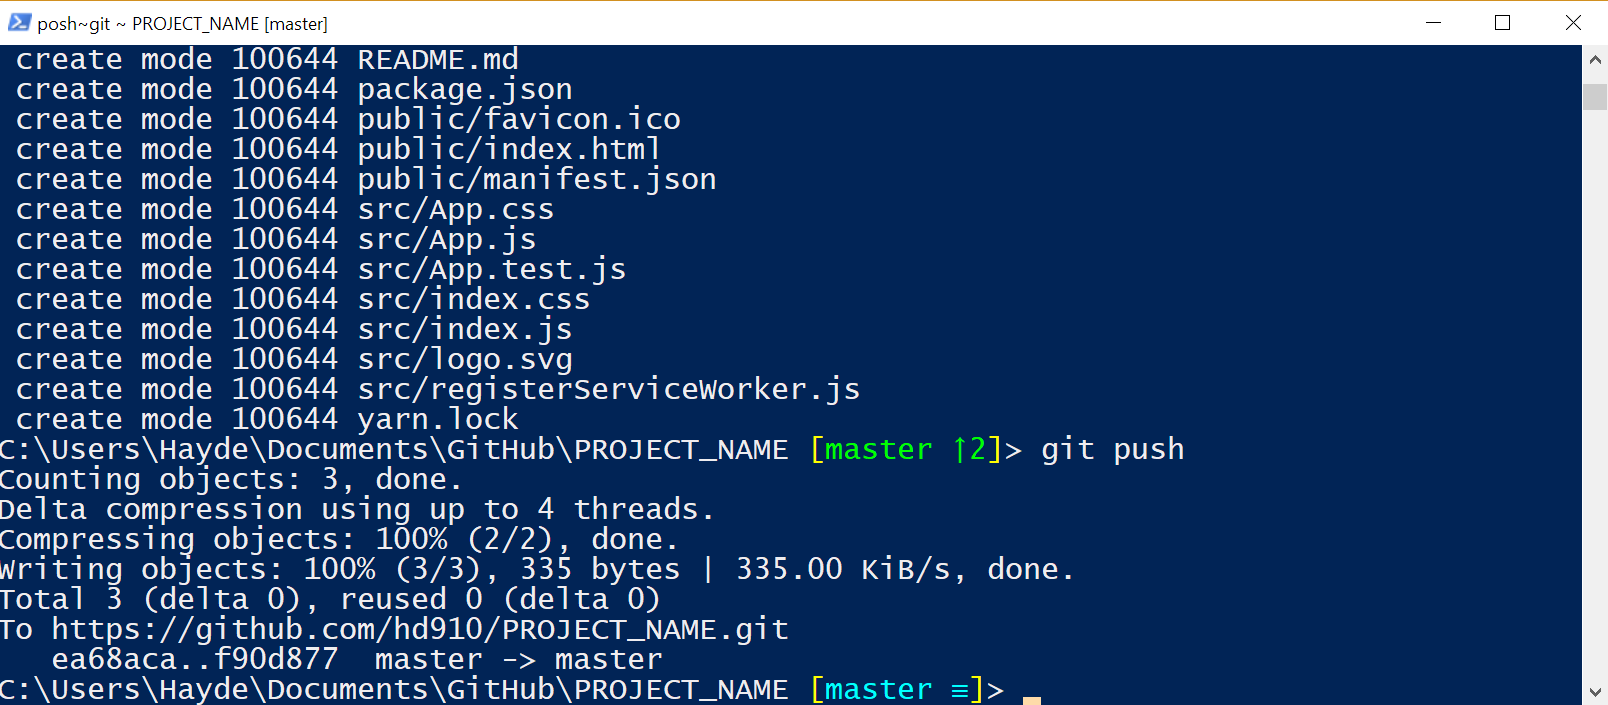 posh~git ~ PROJECT_NAME [master]
create mode 100644 README.md
create mode 100644 package.json
create mode 100644 public/favicon.ico
create mode 100644 public/index.html
create mode 100644 public/manifest.json
create mode 100644 src/App.css
create mode 100644 src/App.js
create mode 100644 src/App.test.js
create mode 100644 src/index.css
create mode 100644 src/index.js
create mode 100644 src/logo.svg
create mode 100644 src/registerServiceWorker.js
create mode 100644 yarn.lock
C:\Users\Hayde\Documents\GitHub\PROJECT_NAME [master ↑2]> git push
Counting objects: 3, done.
Delta compression using up to 4 threads.
Compressing objects: 100% (2/2), done.
Writing objects: 100% (3/3), 335 bytes | 335.00 KiB/s, done.
Total 3 (delta 0), reused 0 (delta 0)
To https://github.com/hd910/PROJECT_NAME.git
ea68aca..f90d877  master -> master
C:\Users\Hayde\Documents\GitHub\PROJECT_NAME [master ≡]>